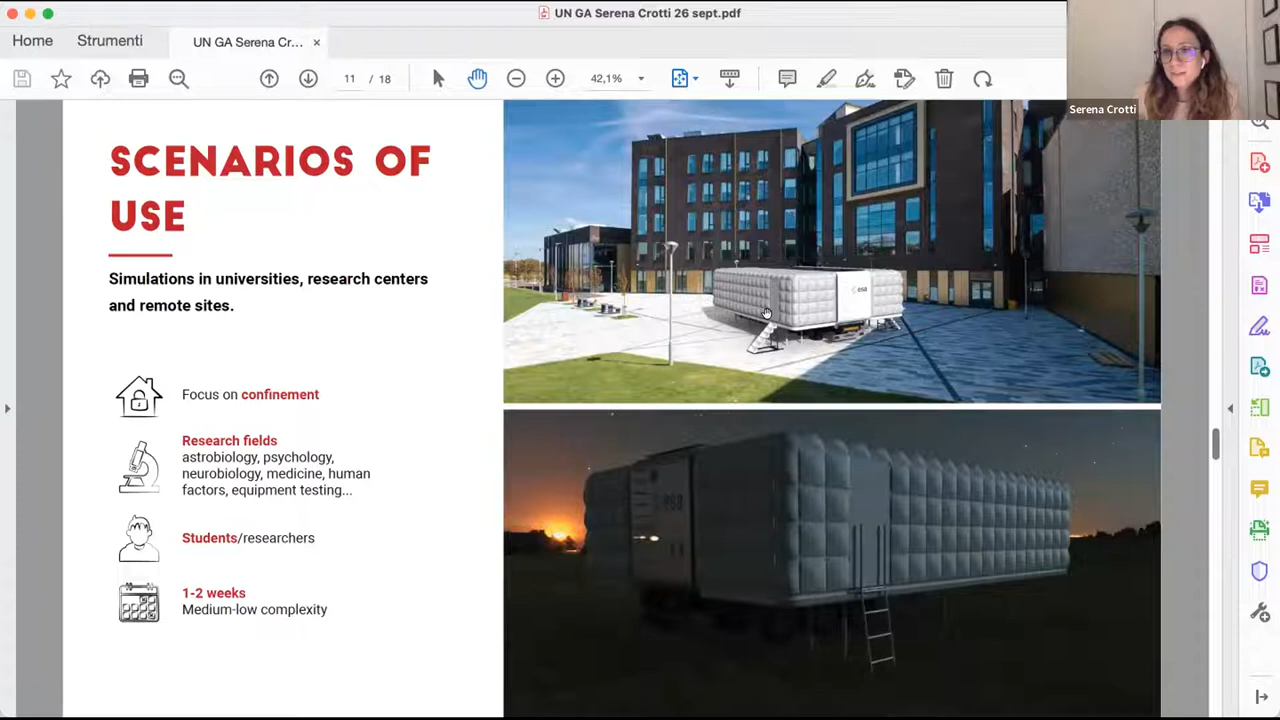 UN GA Serena Crotti 26 sept.pdf
Home
Strumenti
UN GA Serena Cr...
11 / 18
42,1%
Serena Crotti
SCENARIOS OF
USE
Simulations in universities, research centers
and remote sites.
Focus on confinement
Research fields
astrobiology, psychology,
neurobiology, medicine, human
factors, equipment testing...
Students/researchers
1-2 weeks
Medium-low complexity
esa
esa